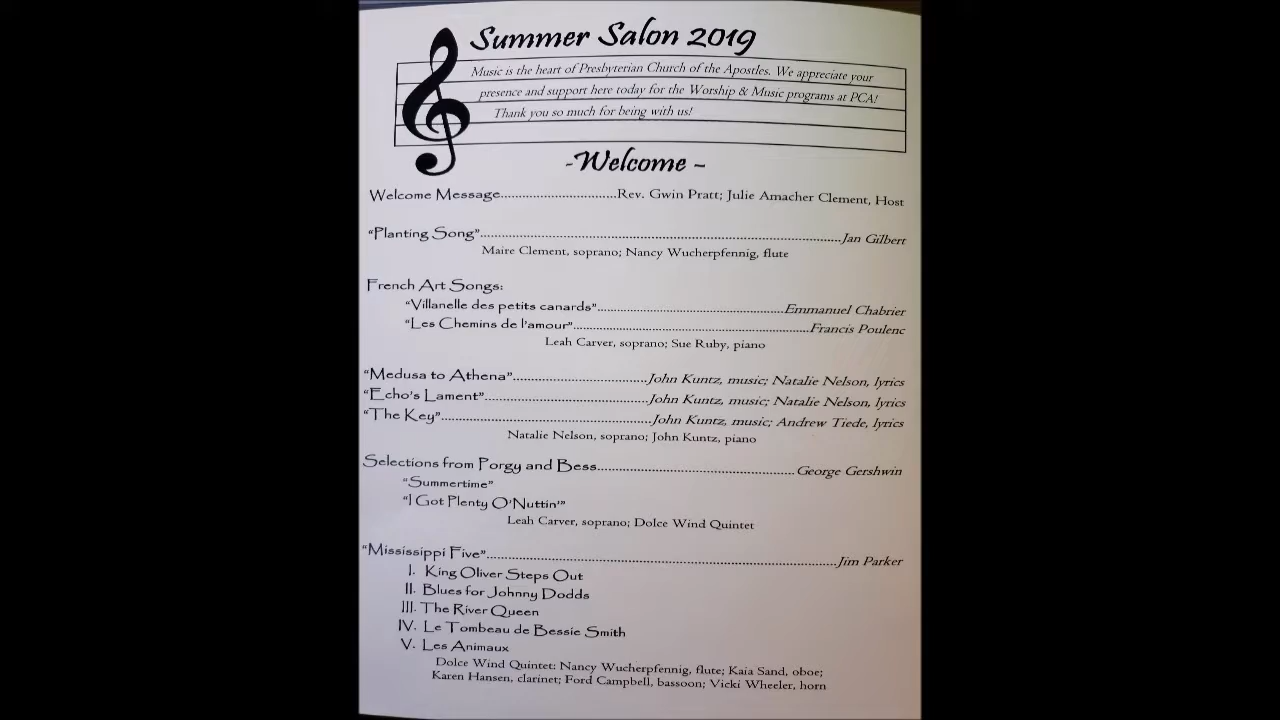 Summer Salon 2019
Music is the heart of Presbyterian Church of the Apostles. We appreciate your
presence and support here today for the Worship & Music programs at PCA!
Thank you so much for being with us!
-Welcome –
Welcome Message..............................Rev. Gwin Pratt; Julie Amacher Clement, Host
“Planting Song”..........................................................................................Jan Gilbert
Maire Clement, soprano; Nancy Wucherpfennig, flute
French Art Songs:
“Villanelle des petits canards”...............................................Emmanuel Chabrier
“Les Chemins de l’amour”............................................................Francis Poulenc
Leah Carver, soprano; Sue Ruby, piano
“Medusa to Athena”..................................John Kuntz, music; Natalie Nelson, lyrics
“Echo’s Lament”.........................................John Kuntz, music; Natalie Nelson, lyrics
“The Key”.....................................................John Kuntz, music; Andrew Tiede, lyrics
Natalie Nelson, soprano; John Kuntz, piano
Selections from Porgy and Bess..................................................George Gershwin
“Summertime”
“I Got Plenty O’Nuttin’”
Leah Carver, soprano; Dolce Wind Quintet
“Mississippi Five”.........................................................................................Jim Parker
I. King Oliver Steps Out
II. Blues for Johnny Dodds
III. The River Queen
IV. Le Tombeau de Bessie Smith
V. Les Animaux
Dolce Wind Quintet: Nancy Wucherpfennig, flute; Kaia Sand, oboe;
Karen Hansen, clarinet; Ford Campbell, bassoon; Vicki Wheeler, horn